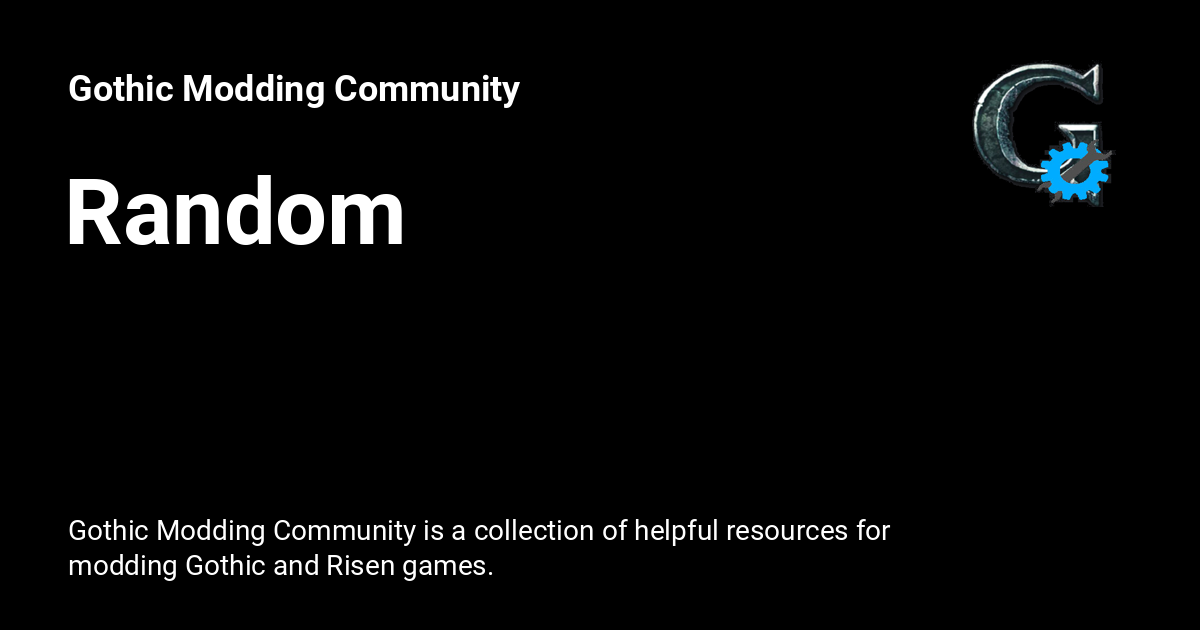 Gothic Modding Community
Random
Gothic Modding Community is a collection of helpful resources for
modding Gothic and Risen games.
G